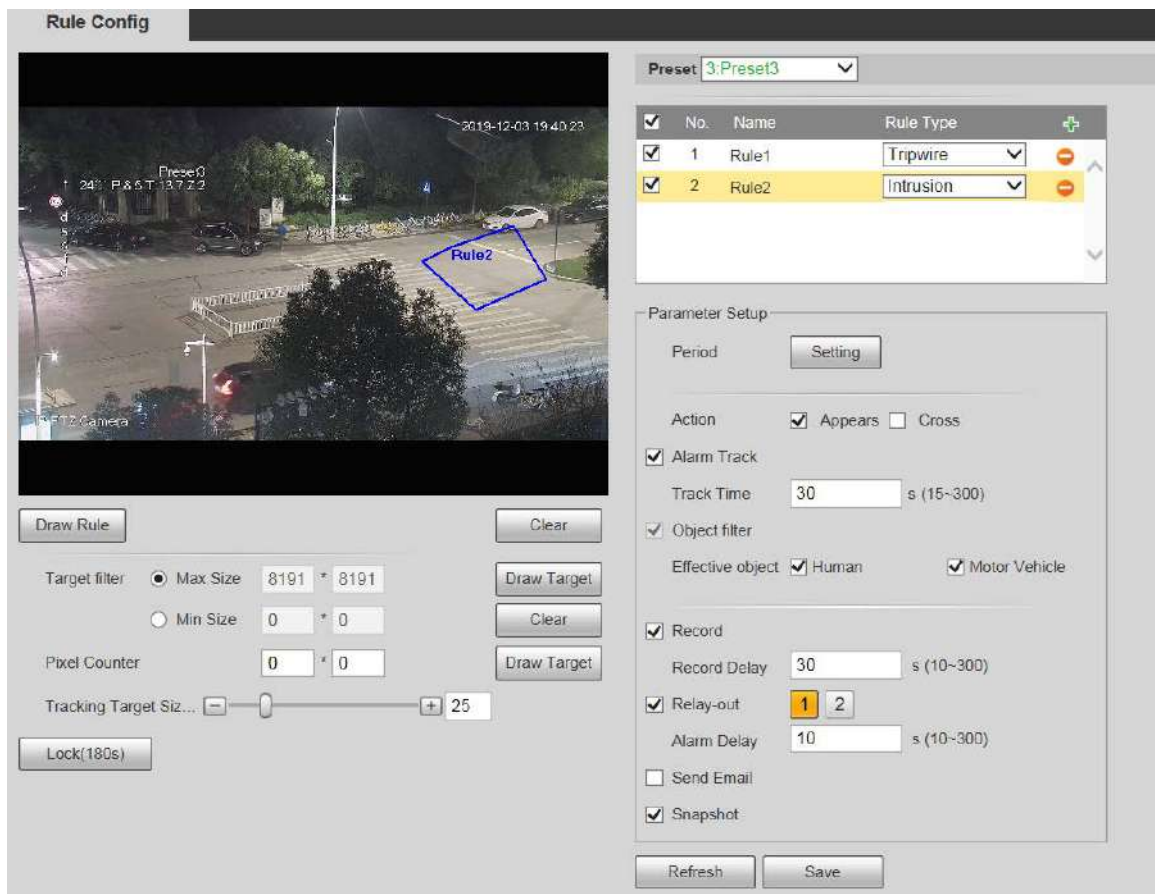 Rule Config
2019-12-03 19:40:23
Preset3
Rule2
PTZ Camera
Draw Rule
Clear
Target filter Max Size 8191 * 8191 Draw Target
Min Size 0 * 0 Clear
Pixel Counter 0 * 0 Draw Target
Tracking Target Siz... 25
Lock(180s)
Preset 3:Preset3
No. Name Rule Type
1 Rule1 Tripwire
2 Rule2 Intrusion
Parameter Setup
Period Setting
Action Appears Cross
Alarm Track
Track Time 30 s (15~300)
Object filter
Effective object Human Motor Vehicle
Record
Record Delay 30 s (10~300)
Relay-out 1 2
Alarm Delay 10 s (10~300)
Send Email
Snapshot
Refresh Save